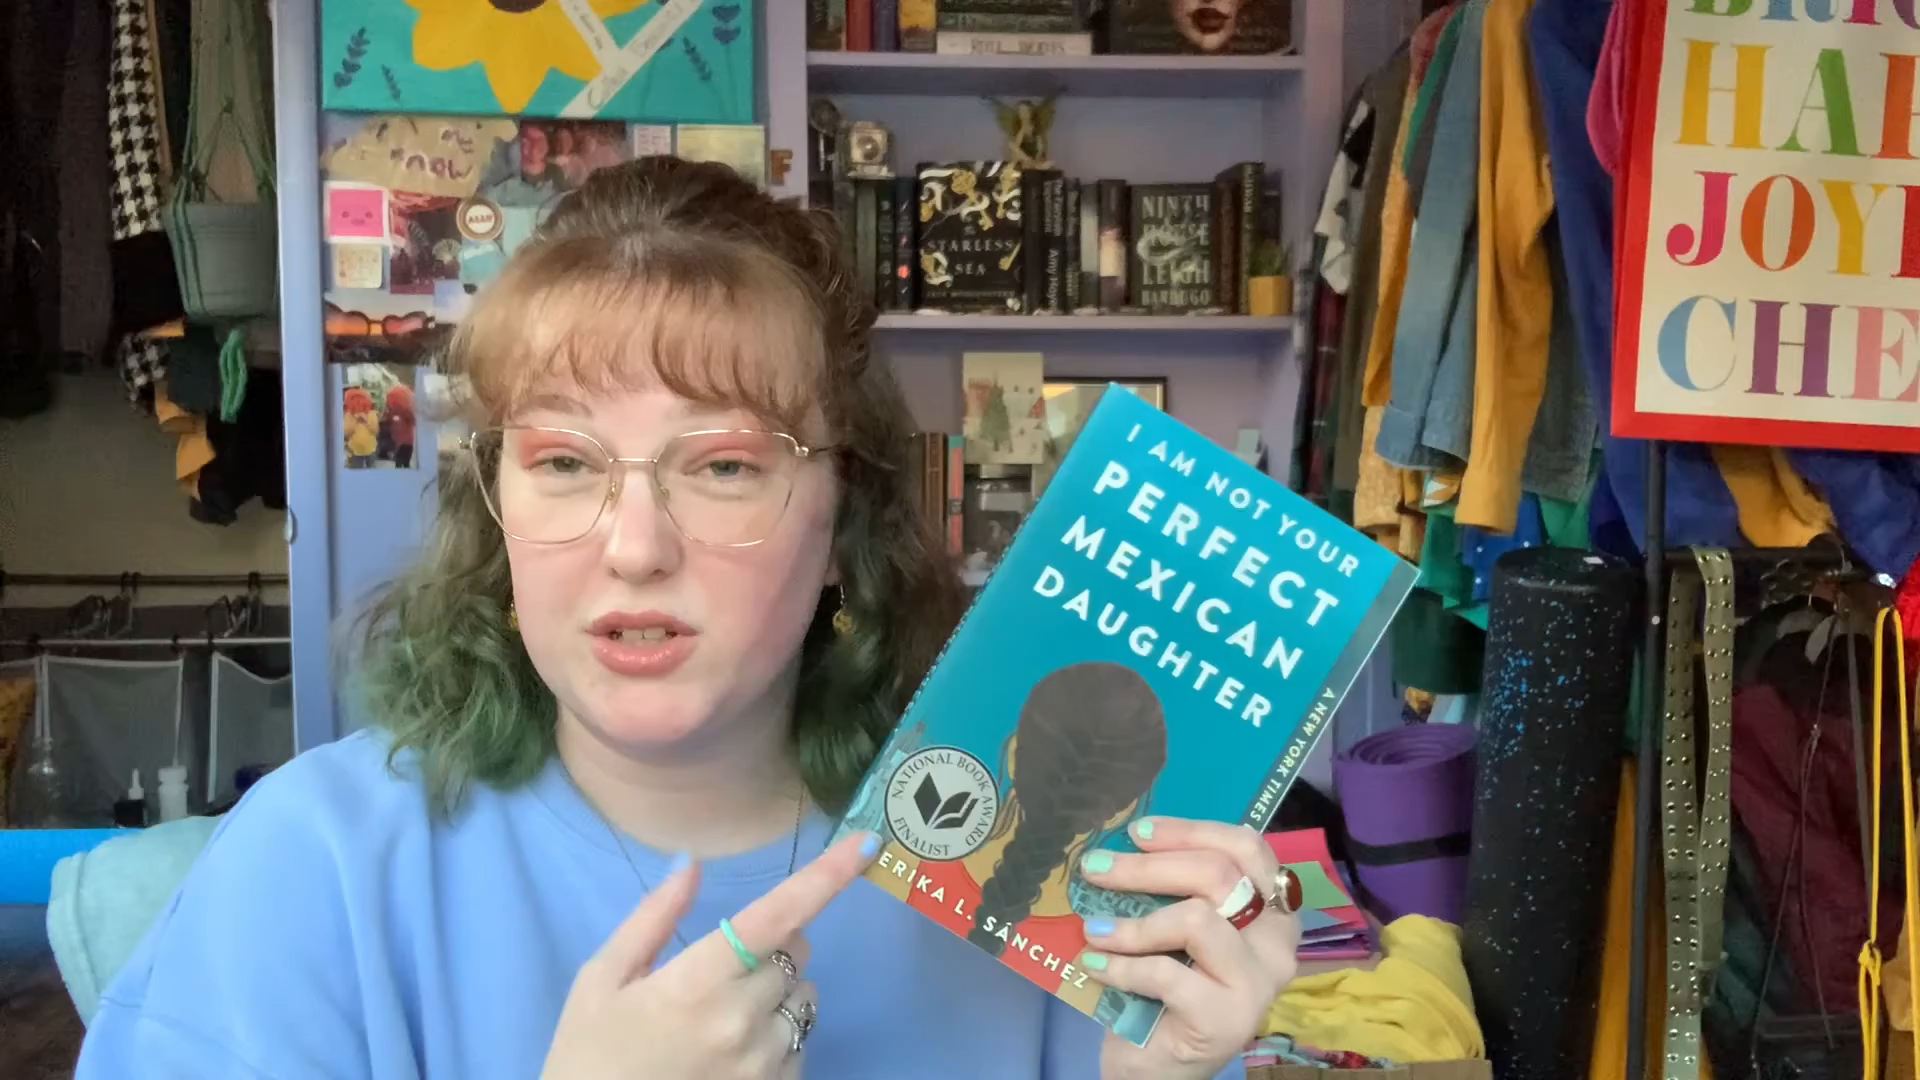 know
STARLESS
SEA
NINTH
HOUSE
LEIGH
BARDUGO
HA
JOY
CHE
I AM NOT YOUR
PERFECT
MEXICAN
DAUGHTER
A NEW YORK TIMES
NATIONAL BOOK AWARD
FINALIST
ERIKA L. SÁNCHEZ